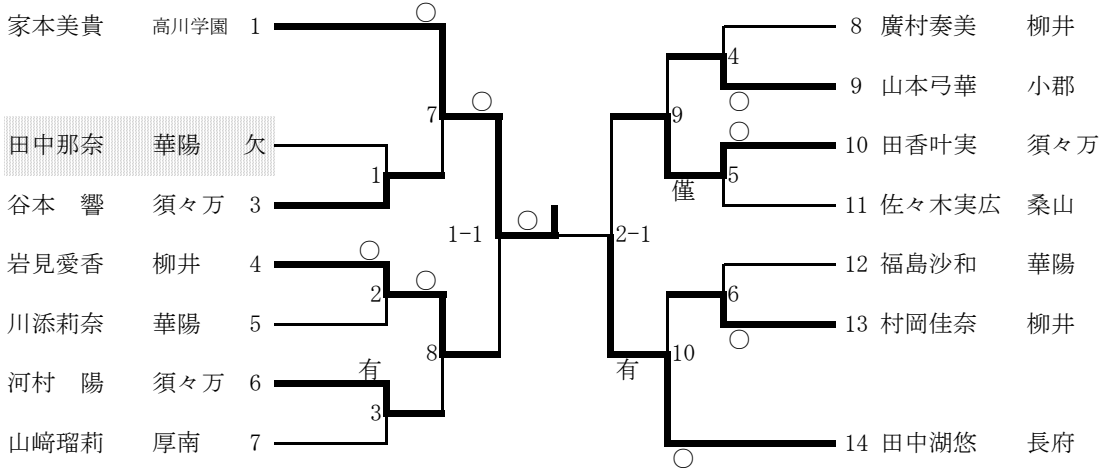 家本美貴 高川学園 1
田中那奈 華陽 欠
谷本 響 須々万 3
岩見愛香 柳井 4
川添莉奈 華陽 5
河村 陽 須々万 6
山﨑瑠莉 厚南 7
○
○
7
1
1-1
○
○
○
2
8
有
3
8 廣村奏美 柳井
9 山本弓華 小郡
10 田香叶実 須々万
11 佐々木実広 桑山
12 福島沙和 華陽
13 村岡佳奈 柳井
14 田中湖悠 長府
4
○
9
○
5
僅
2-1
6
○
有
10
○